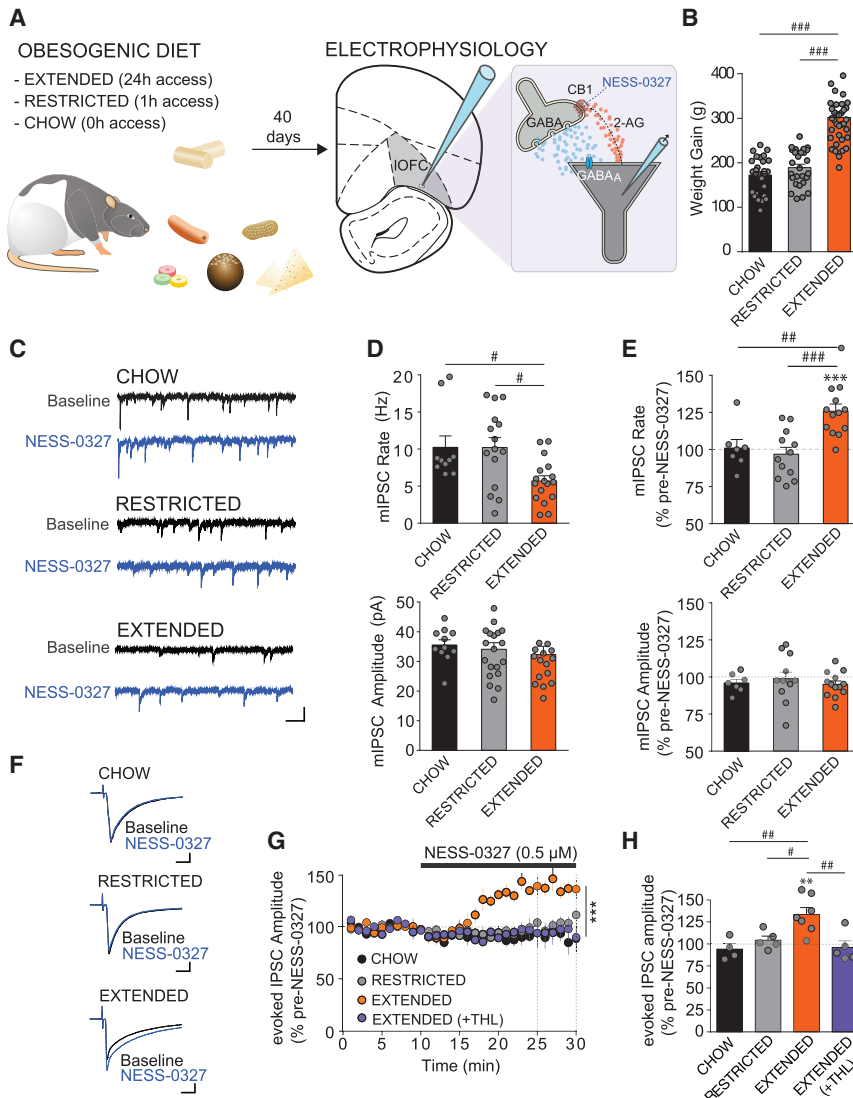 A
OBESOGENIC DIET
- EXTENDED (24h access)
- RESTRICTED (1h access)
- CHOW (0h access)
40
days
ELECTROPHYSIOLOGY
lOFC
NESS-0327
CB1
GABA
2-AG
GABAA
B
###
###
Weight Gain (g)
400
300
200
100
0
CHOW
RESTRICTED
EXTENDED
C
CHOW
Baseline
NESS-0327
RESTRICTED
Baseline
NESS-0327
EXTENDED
Baseline
NESS-0327
D
#
#
mIPSC Rate (Hz)
20
15
10
5
0
CHOW
RESTRICTED
EXTENDED
mIPSC Amplitude (pA)
50
40
30
20
10
0
CHOW
RESTRICTED
EXTENDED
E
##
###
***
mIPSC Rate
(% pre-NESS-0327)
150
125
100
75
50
CHOW
RESTRICTED
EXTENDED
mIPSC Amplitude
(% pre-NESS-0327)
150
125
100
75
50
CHOW
RESTRICTED
EXTENDED
F
CHOW
Baseline
NESS-0327
RESTRICTED
Baseline
NESS-0327
EXTENDED
Baseline
NESS-0327
G
NESS-0327 (0.5 µM)
evoked IPSC Amplitude
(% pre-NESS-0327)
150
100
50
0
***
CHOW
RESTRICTED
EXTENDED
EXTENDED (+THL)
0 5 10 15 20 25 30
Time (min)
H
##
#
##
**
evoked IPSC amplitude
(% pre-NESS-0327)
150
100
50
0
CHOW
RESTRICTED
EXTENDED
EXTENDED
(+THL)